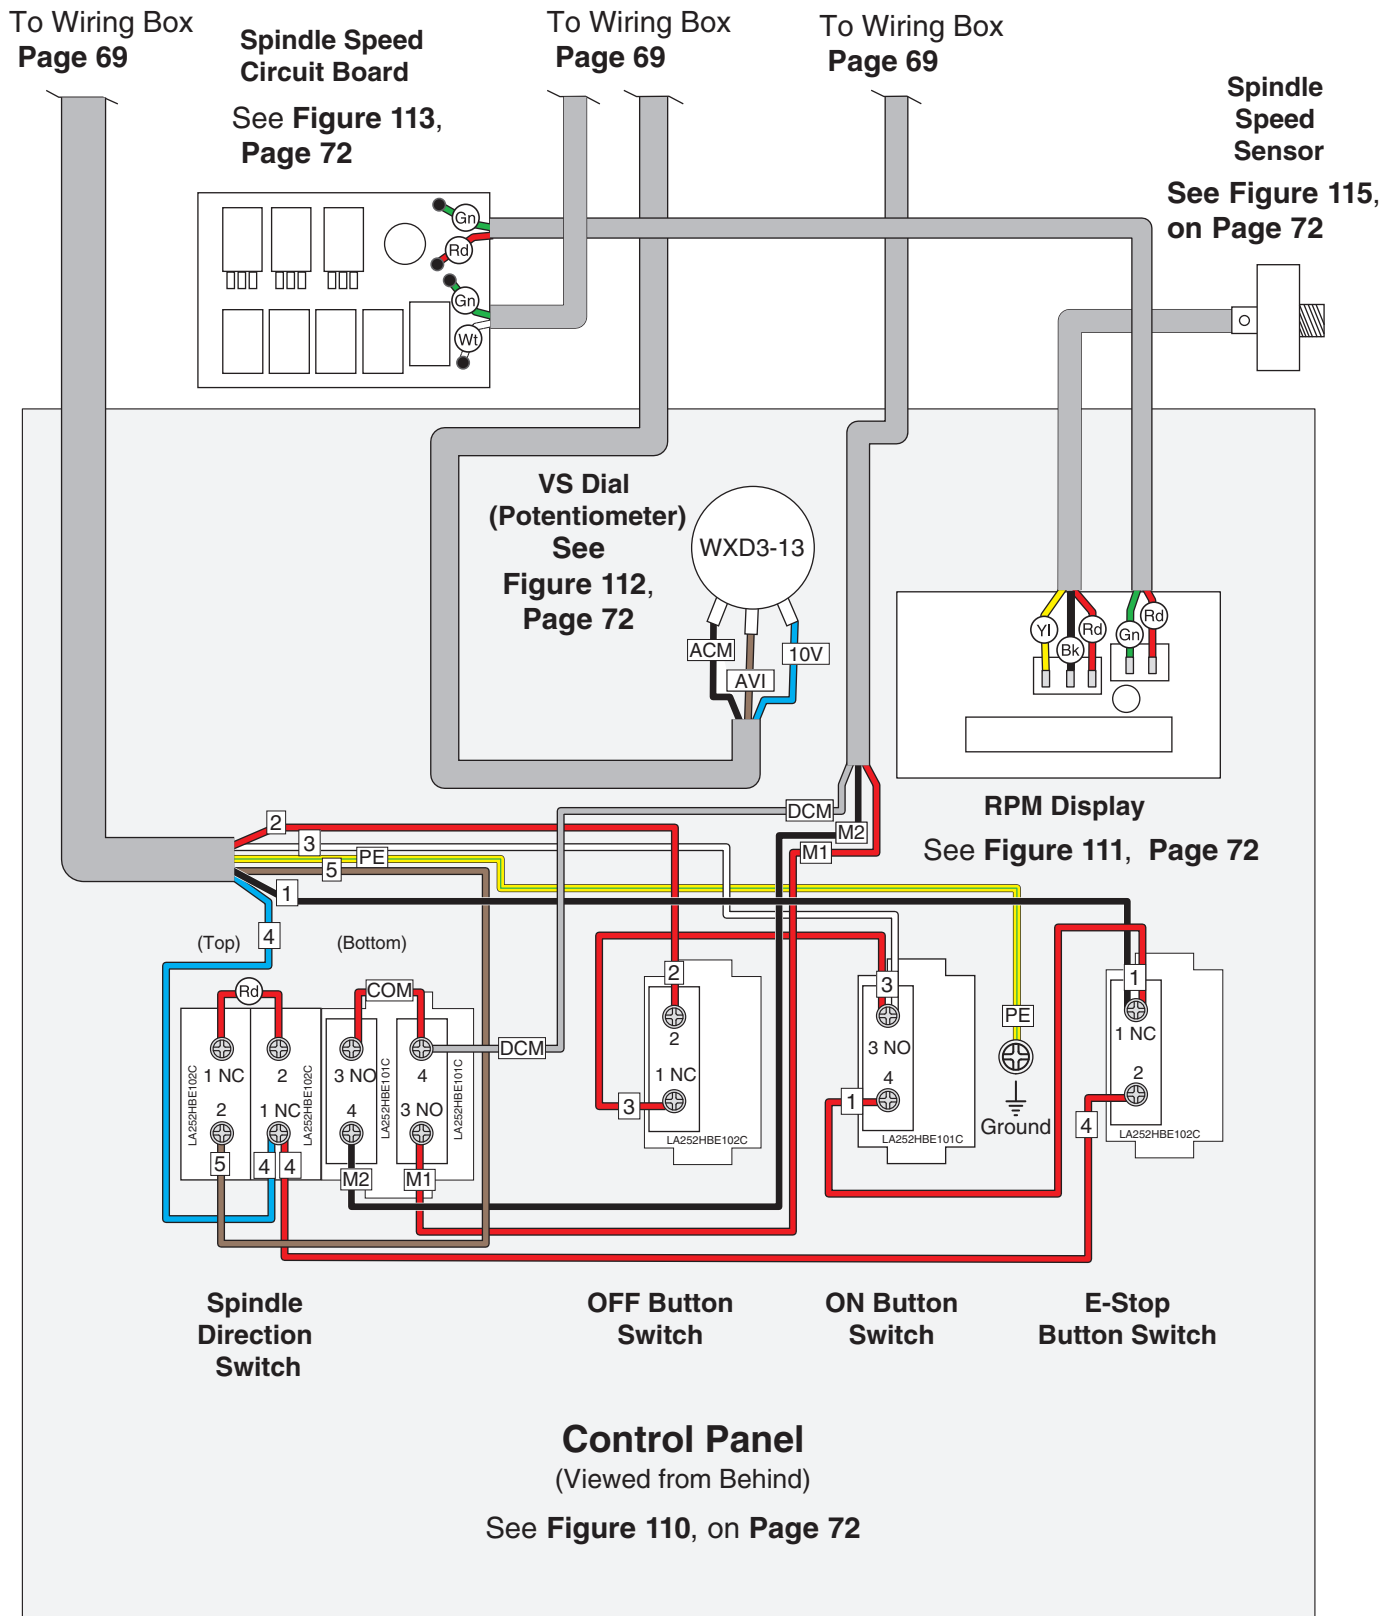 To Wiring Box
Page 69
Spindle Speed
Circuit Board
See Figure 113,
Page 72
To Wiring Box
Page 69
To Wiring Box
Page 69
Spindle
Speed
Sensor
See Figure 115,
on Page 72
Gn
Rd
Gn
Wt
VS Dial
(Potentiometer)
See
Figure 112,
Page 72
WXD3-13
ACM
AVI
10V
Yl
Bk
Rd
Gn
Rd
RPM Display
See Figure 111, Page 72
DCM
M2
M1
2
3
PE
5
1
4
(Top)
(Bottom)
Rd
COM
DCM
1 NC
2
LA252HBE102C
2
1 NC
LA252HBE102C
3 NO
4
LA252HBE101C
4
3 NO
LA252HBE101C
5
4
4
M2
M1
2
2
1 NC
3
LA252HBE102C
3
3 NO
4
1
LA252HBE101C
PE
Ground
1
1 NC
2
4
LA252HBE102C
Spindle
Direction
Switch
OFF Button
Switch
ON Button
Switch
E-Stop
Button Switch
Control Panel
(Viewed from Behind)
See Figure 110, on Page 72